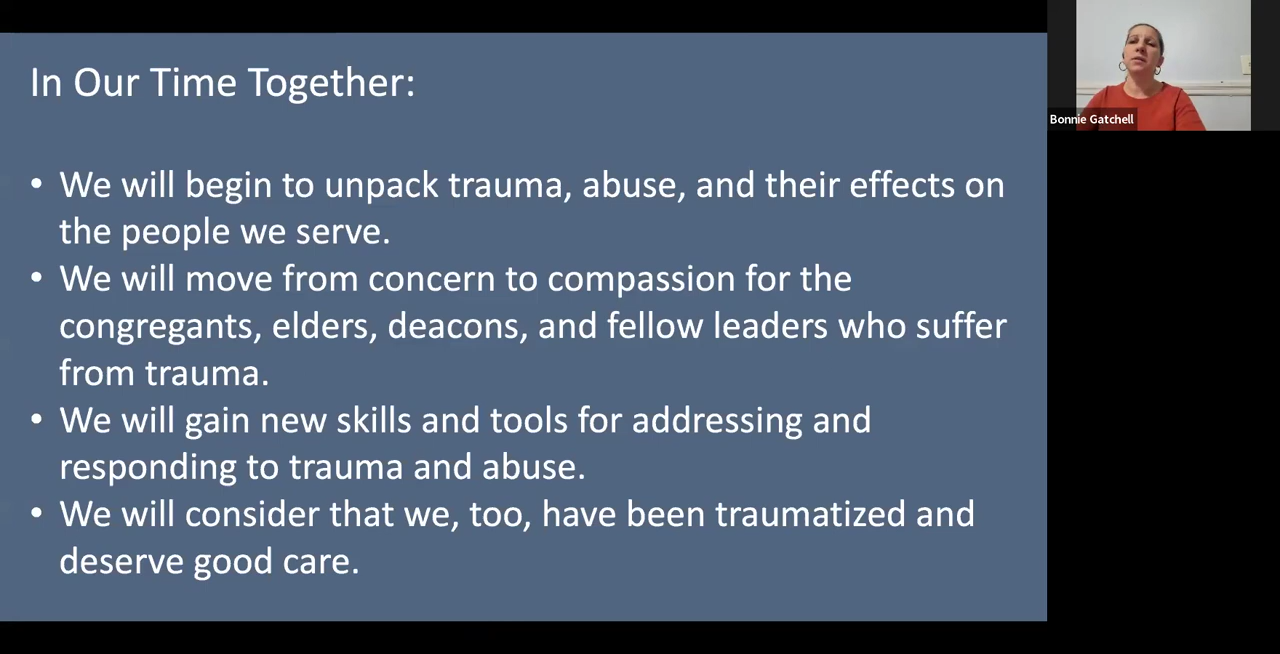 In Our Time Together:
• We will begin to unpack trauma, abuse, and their effects on
the people we serve.
• We will move from concern to compassion for the
congregants, elders, deacons, and fellow leaders who suffer
from trauma.
• We will gain new skills and tools for addressing and
responding to trauma and abuse.
• We will consider that we, too, have been traumatized and
deserve good care.
Bonnie Gatchell